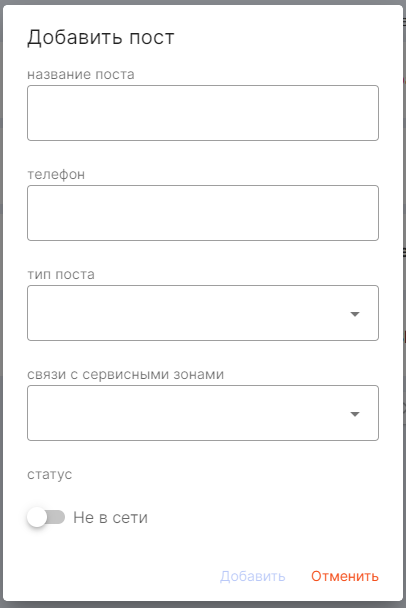 Добавить пост
название поста
телефон
тип поста
связи с сервисными зонами
статус
Не в сети
Добавить Отменить